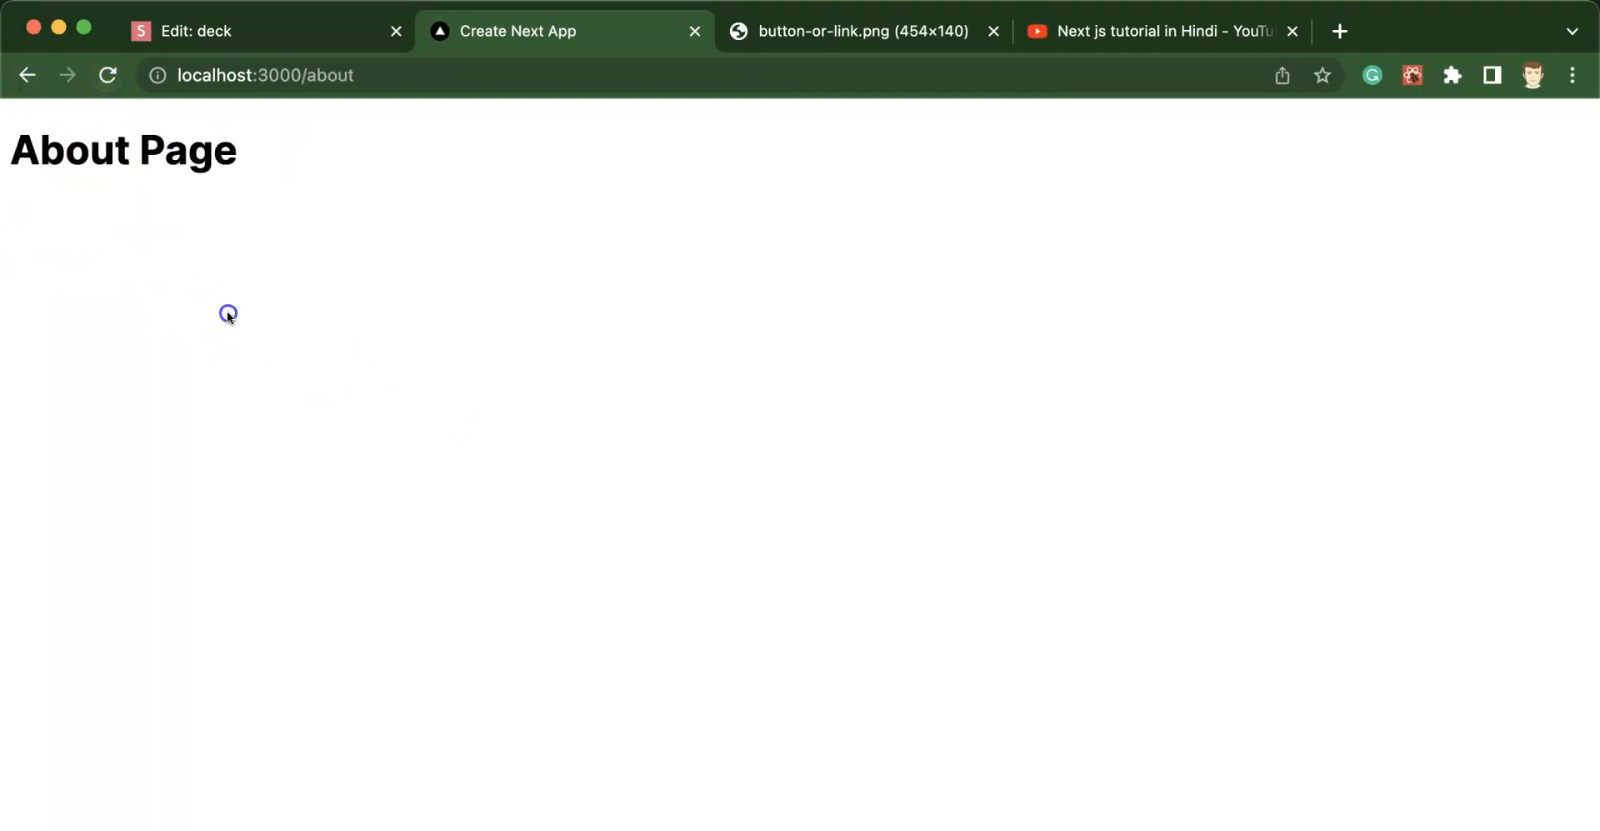 S Edit: deck
Create Next App
button-or-link.png (454×140)
Next js tutorial in Hindi - YouTu
localhost:3000/about
About Page